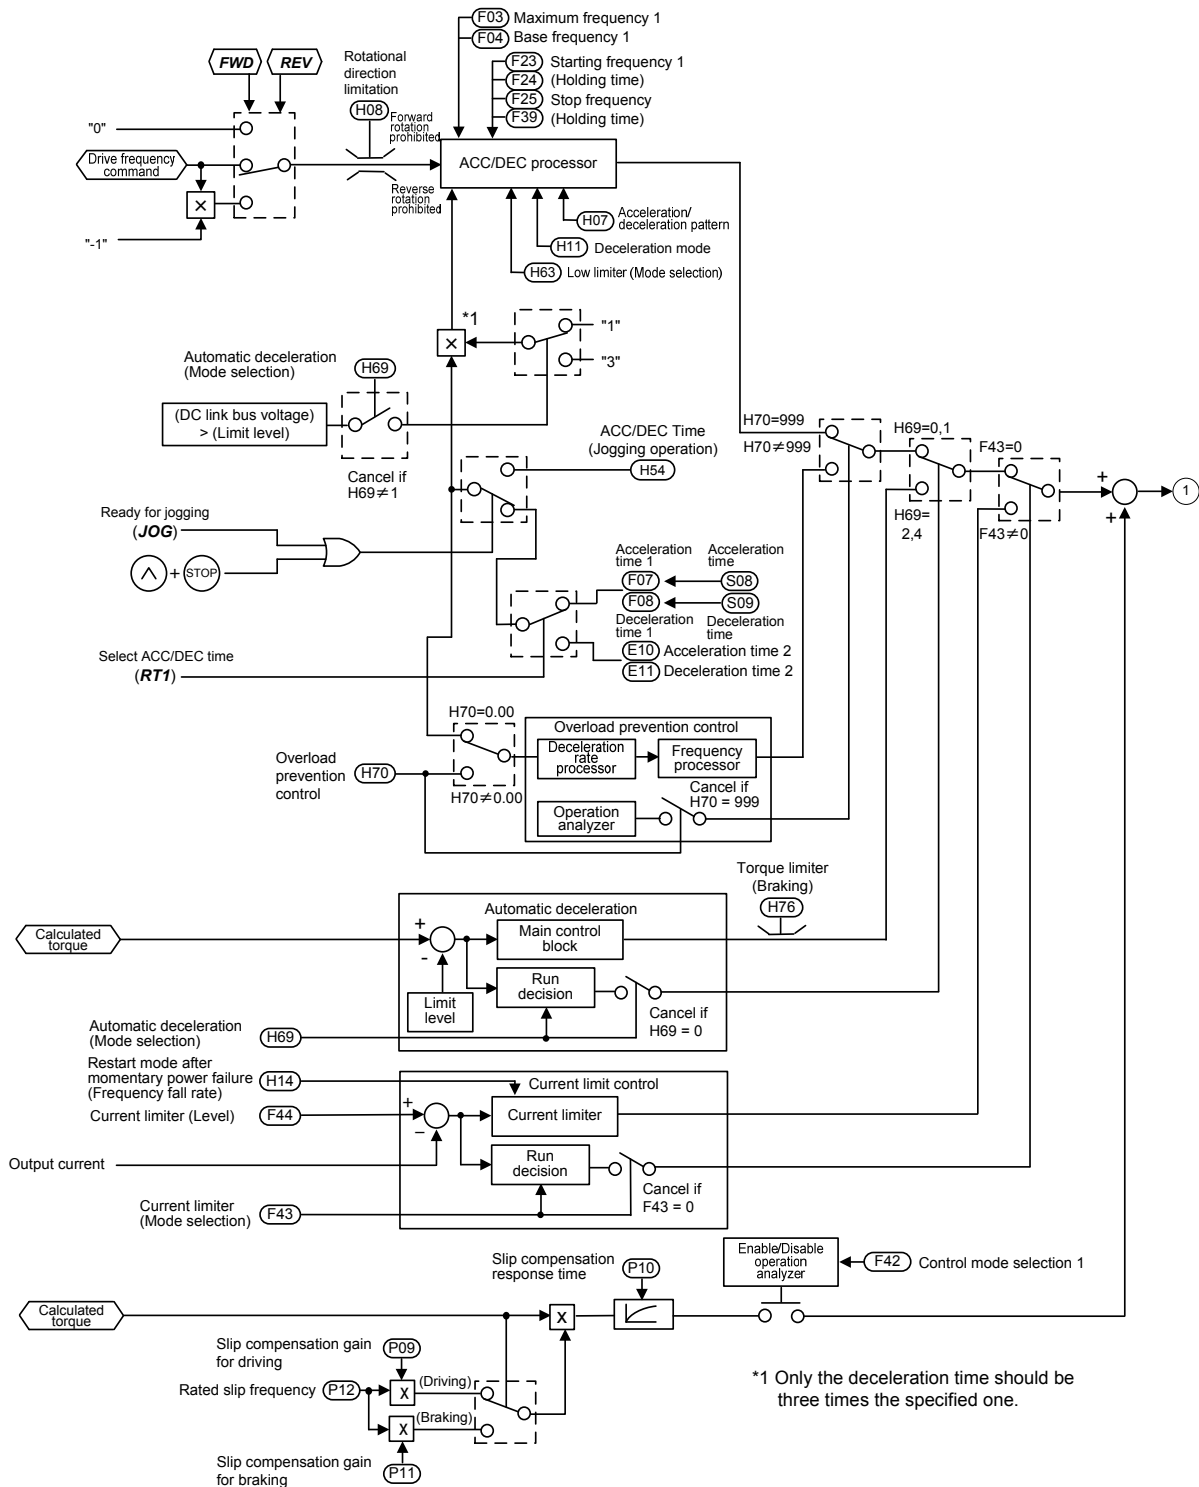 F03 Maximum frequency 1
F04 Base frequency 1
F23 Starting frequency 1
F24 (Holding time)
F25 Stop frequency
F39 (Holding time)
FWD
REV
Rotational
direction
limitation
H08
Forward
rotation
prohibited
"0"
Drive frequency
command
×
"-1"
Reverse
rotation
prohibited
ACC/DEC processor
H07 Acceleration/
deceleration pattern
H11 Deceleration mode
H63 Low limiter (Mode selection)
*1
×
"1"
"3"
Automatic deceleration
(Mode selection)
H69
(DC link bus voltage)
> (Limit level)
Cancel if
H69≠1
ACC/DEC Time
(Jogging operation)
H54
H70=999
H70≠999
H69=0,1
H69=
2,4
F43=0
F43≠0
+
+
1
Ready for jogging
(JOG)
∧ + STOP
Acceleration
time 1
Acceleration
time
F07
S08
F08
S09
Deceleration
time 1
Deceleration
time
E10 Acceleration time 2
E11 Deceleration time 2
Select ACC/DEC time
(RT1)
H70=0.00
H70≠0.00
Overload
prevention
control
H70
Overload prevention control
Deceleration
rate
processor
Frequency
processor
Operation
analyzer
Cancel if
H70 = 999
Torque limiter
(Braking)
H76
Calculated
torque
+
-
Automatic deceleration
Main control
block
Run
decision
Limit
level
Cancel if
H69 = 0
Automatic deceleration
(Mode selection)
H69
Restart mode after
momentary power failure
(Frequency fall rate)
H14
Current limiter (Level)
F44
+
−
Current limit control
Current limiter
Output current
Run
decision
Cancel if
F43 = 0
Current limiter
(Mode selection)
F43
Slip compensation
response time
P10
Enable/Disable
operation
analyzer
F42 Control mode selection 1
Calculated
torque
X
Slip compensation gain
for driving
P09
Rated slip frequency
P12
X
(Driving)
X
(Braking)
Slip compensation gain
for braking
P11
*1 Only the deceleration time should be
three times the specified one.